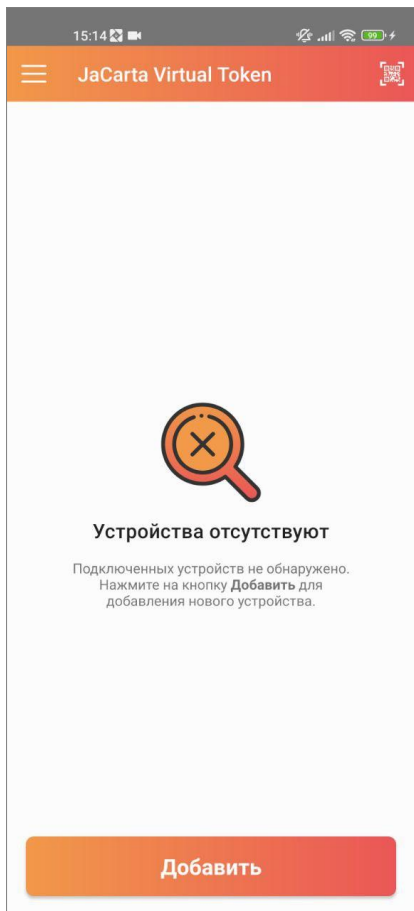 15:14
99
JaCarta Virtual Token
Устройства отсутствуют
Подключенных устройств не обнаружено.
Нажмите на кнопку Добавить для
добавления нового устройства.
Добавить